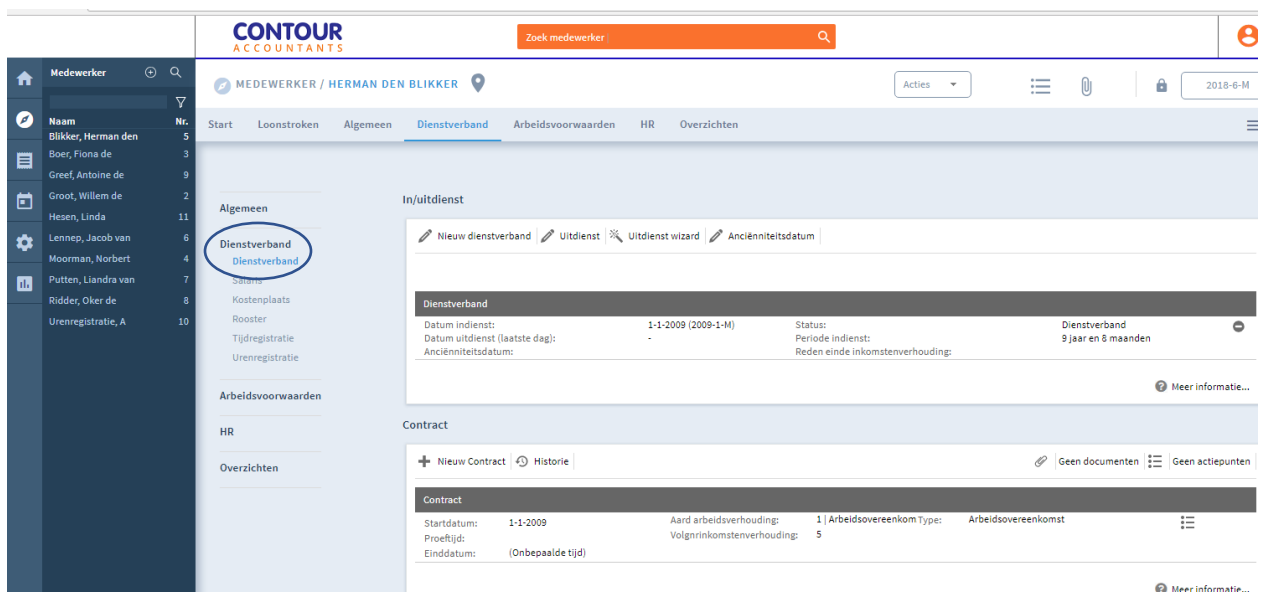 CONTOUR
ACCOUNTANTS
Zoek medewerker
Medewerker
MEDEWERKER / HERMAN DEN BLIKKER
Acties
2018-6-M
Naam Nr.
Blikker, Herman den 5
Boer, Fiona de 3
Greef, Antoine de 9
Groot, Willem de 2
Hesen, Linda 11
Lennep, Jacob van 6
Moorman, Norbert 4
Putten, Liandra van 7
Ridder, Oker de 8
Urenregistratie, A 10
Start Loonstroken Algemeen Dienstverband Arbeidsvoorwaarden HR Overzichten
Algemeen
Dienstverband
Dienstverband
Salaris
Kostenplaats
Rooster
Tijdregistratie
Urenregistratie
Arbeidsvoorwaarden
HR
Overzichten
In/uitdienst
Nieuw dienstverband Uitdienst Uitdienst wizard Anciënniteitsdatum
Dienstverband
Datum indienst: 1-1-2009 (2009-1-M) Status: Dienstverband
Datum uitdienst (laatste dag): - Periode indienst: 9 jaar en 8 maanden
Anciënniteitsdatum: Reden einde inkomstenverhouding:
Meer informatie...
Contract
Nieuw Contract Historie Geen documenten Geen actiepunten
Contract
Startdatum: 1-1-2009 Aard arbeidsverhouding: 1 | Arbeidsovereenkom Type: Arbeidsovereenkomst
Proeftijd: Volgnrinkomstenverhouding: 5
Einddatum: (Onbepaalde tijd)
Meer informatie...